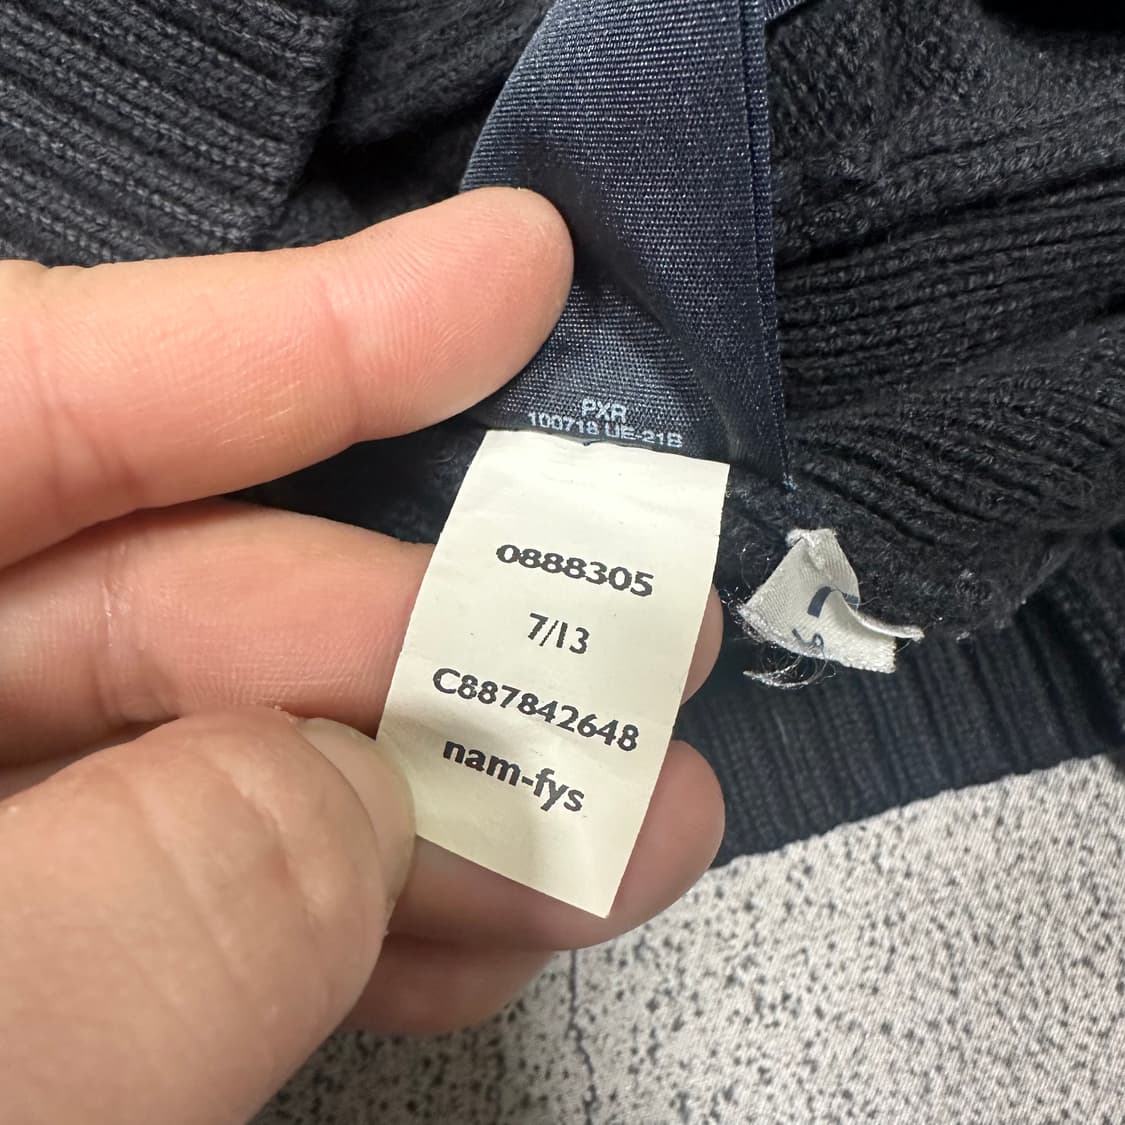 PXR
100718 UE-21B
0888305
7/13
C887842648
nam-fys
L